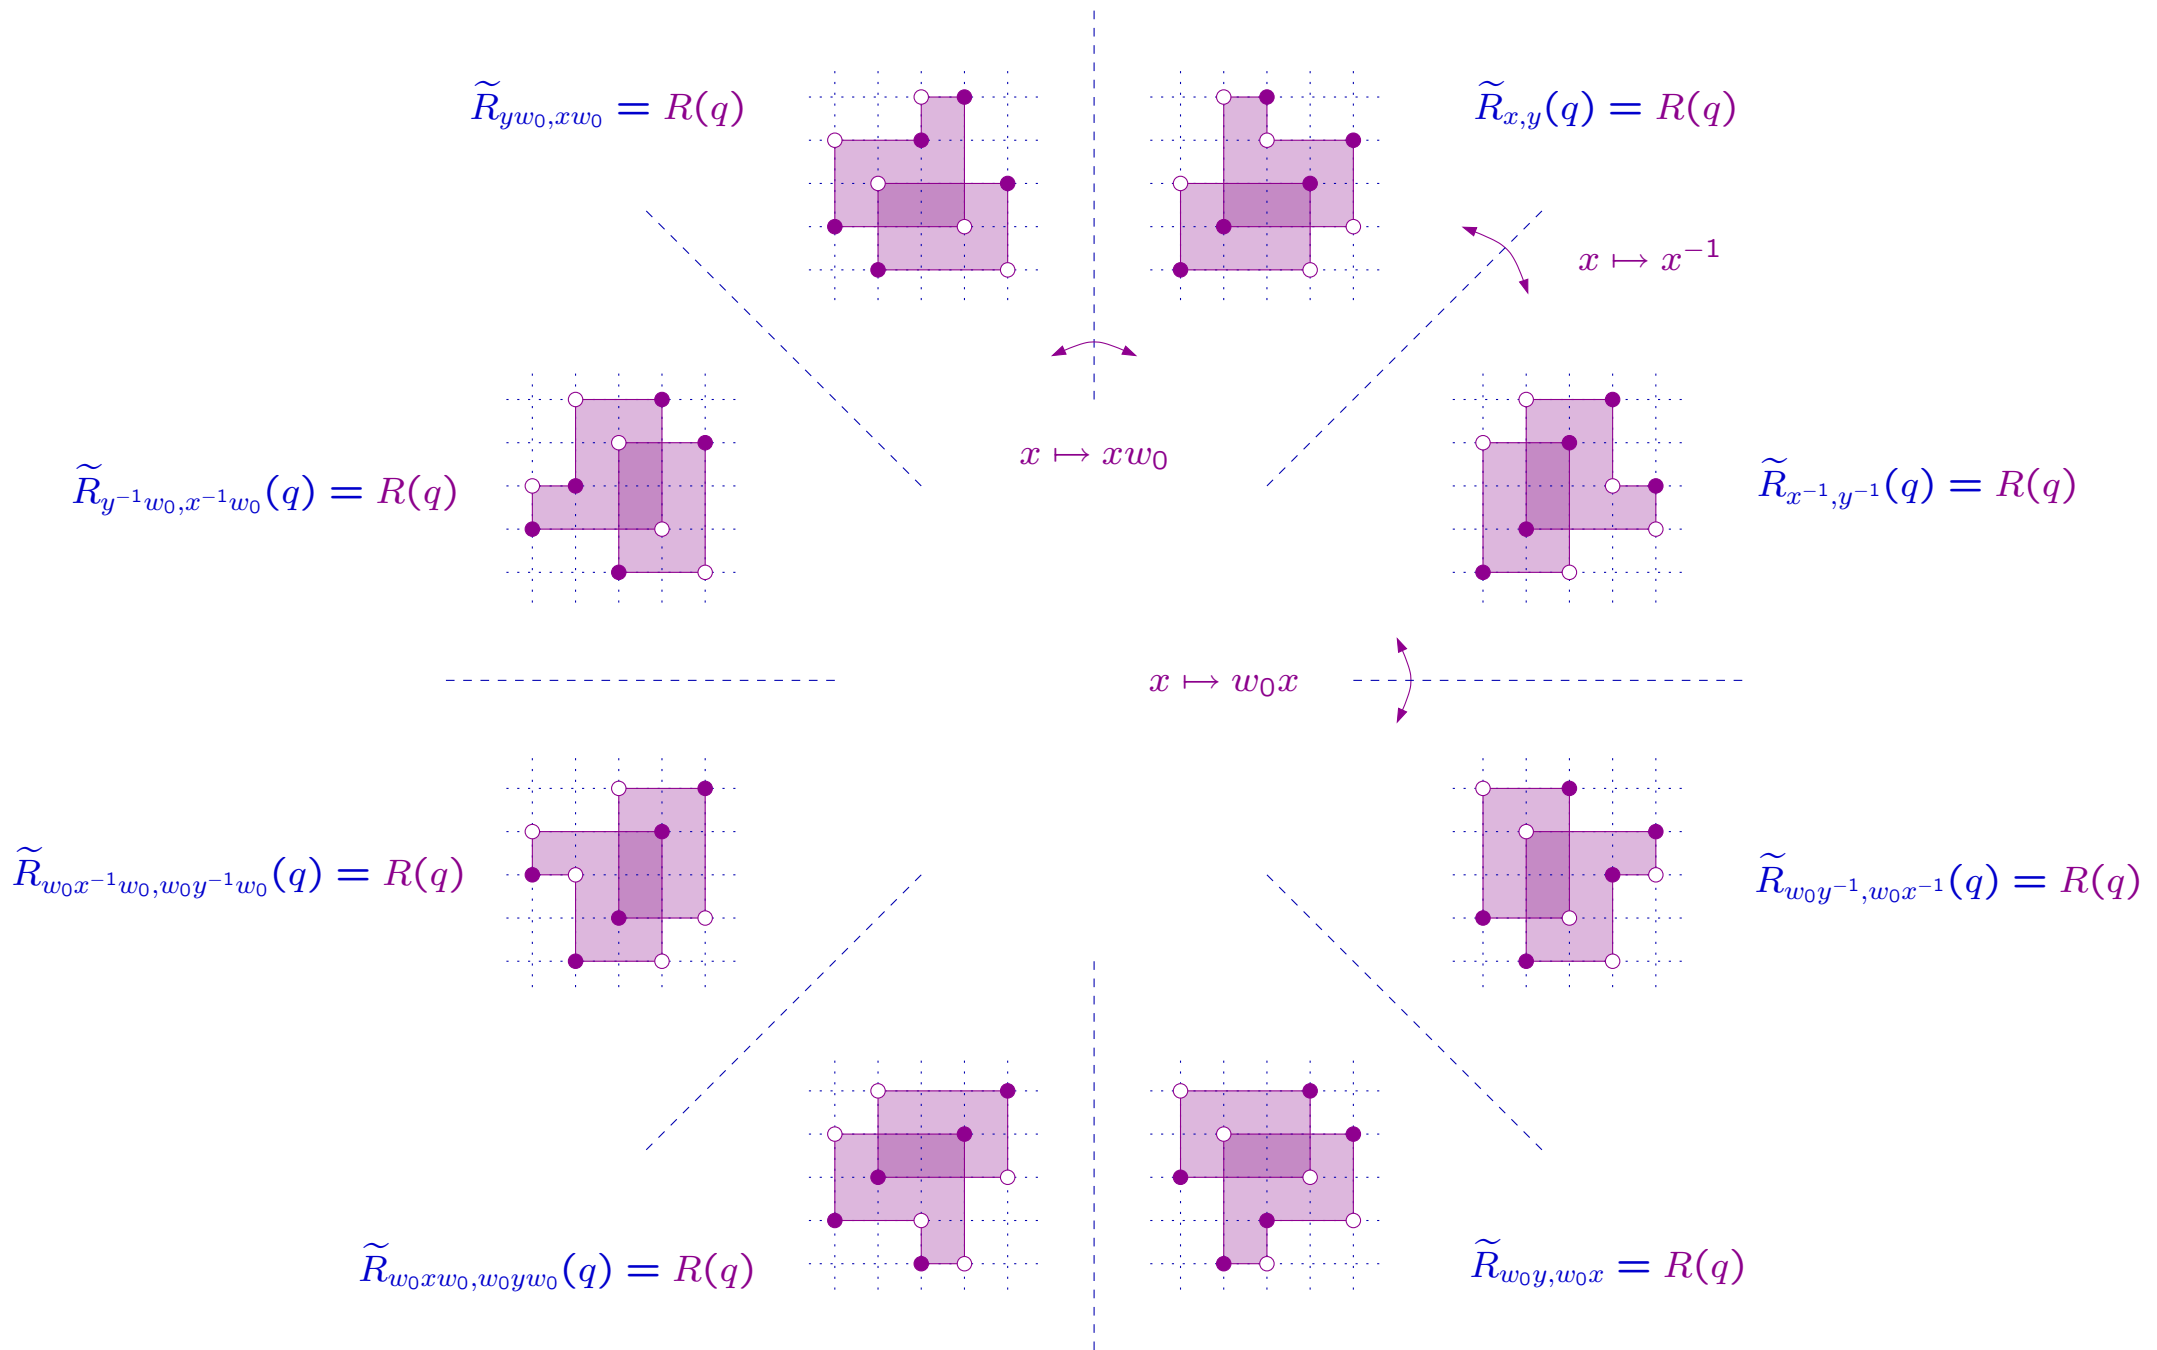 R̃_{yw₀,xw₀} = R(q)
R̃_{x,y}(q) = R(q)
x ↦ x⁻¹
x ↦ xw₀
R̃_{y⁻¹w₀,x⁻¹w₀}(q) = R(q)
R̃_{x⁻¹,y⁻¹}(q) = R(q)
x ↦ w₀x
R̃_{w₀x⁻¹w₀,w₀y⁻¹w₀}(q) = R(q)
R̃_{w₀y⁻¹,w₀x⁻¹}(q) = R(q)
R̃_{w₀xw₀,w₀yw₀}(q) = R(q)
R̃_{w₀y,w₀x} = R(q)